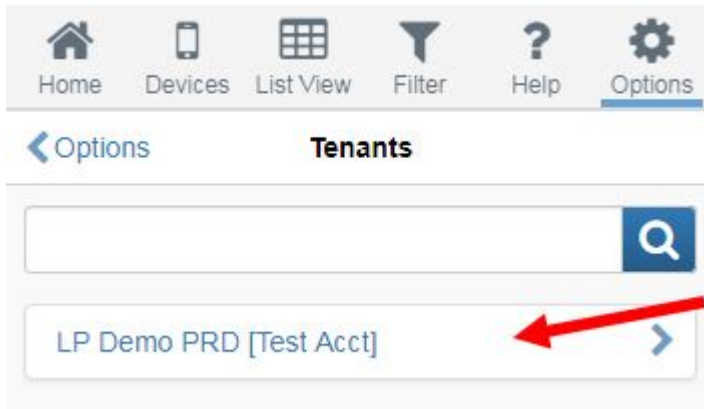 Home Devices List View Filter Help Options
Options Tenants
LP Demo PRD [Test Acct]